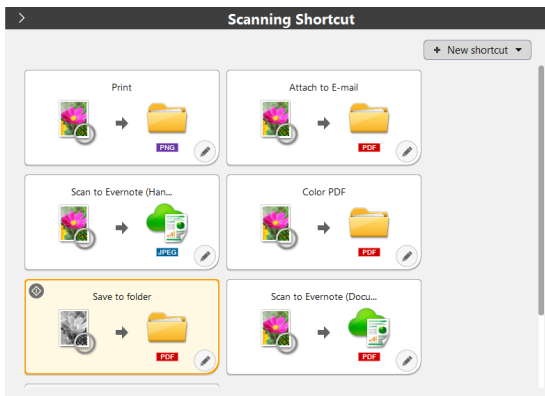 Scanning Shortcut
+ New shortcut
Print
PNG
Attach to E-mail
PDF
Scan to Evernote (Han...
JPEG
Color PDF
PDF
Save to folder
PDF
Scan to Evernote (Docu...
PDF